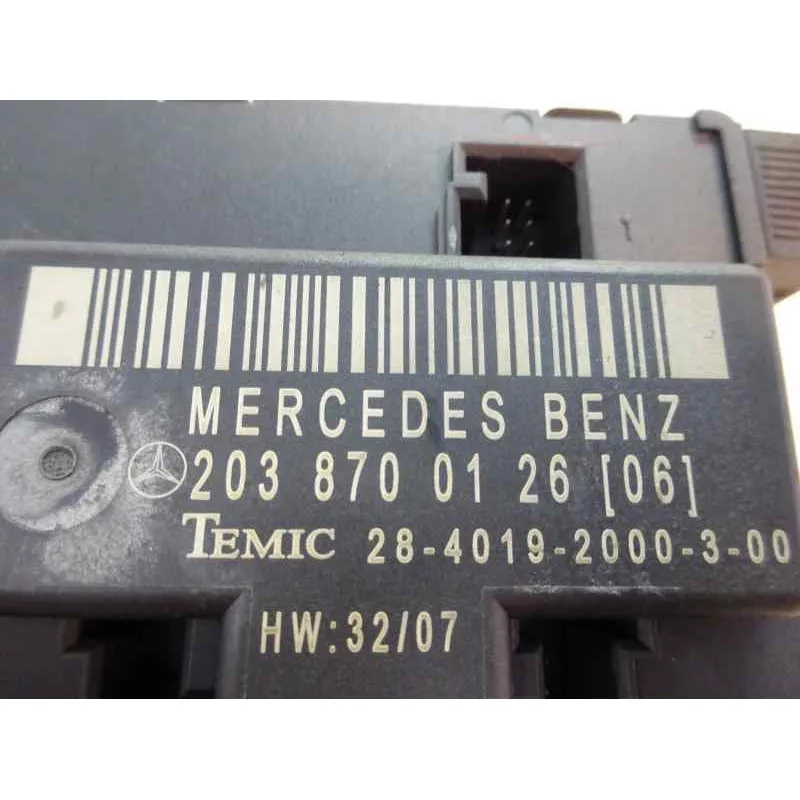 MERCEDES BENZ
203 870 01 26 [06]
TEMIC 28-4019-2000-3-00
HW:32/07